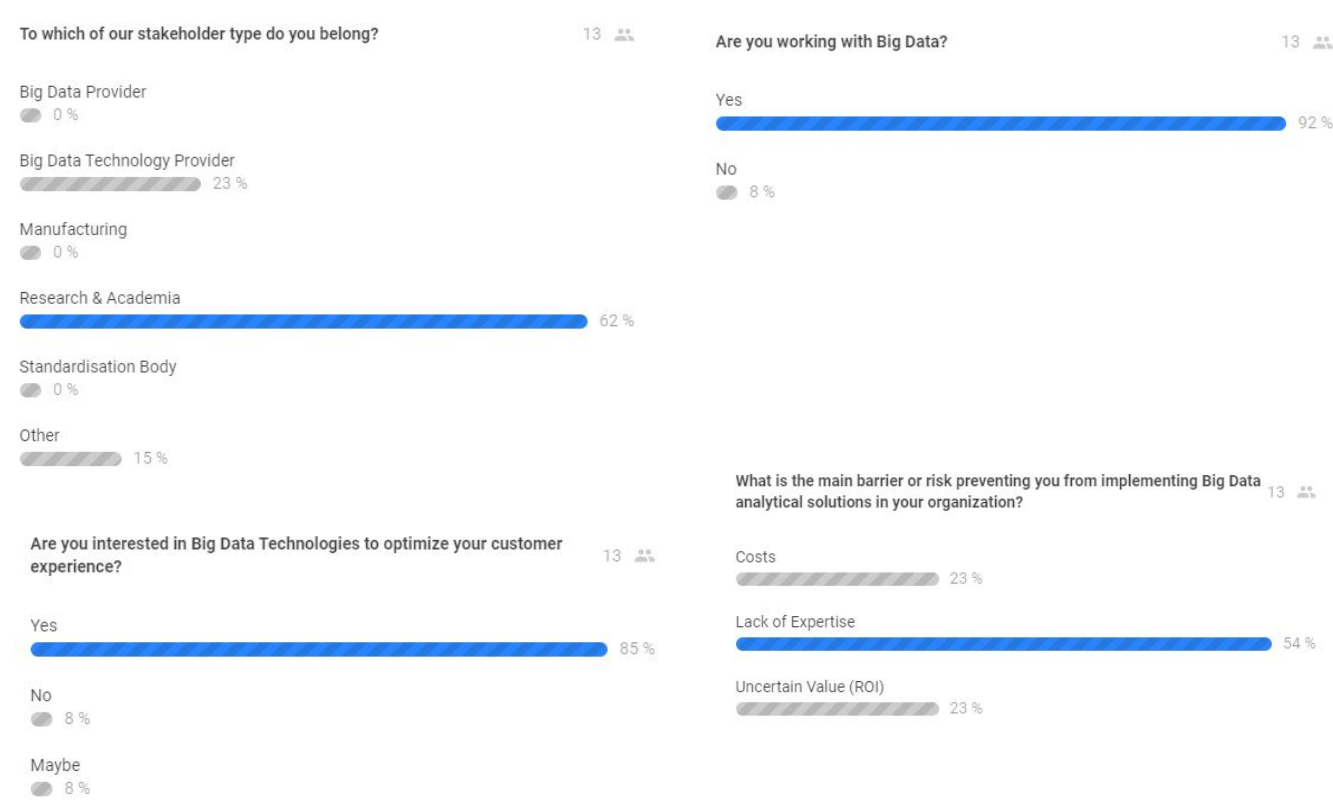 To which of our stakeholder type do you belong? 13
Big Data Provider
0 %
Big Data Technology Provider
23 %
Manufacturing
0 %
Research & Academia
62 %
Standardisation Body
0 %
Other
15 %
Are you working with Big Data? 13
Yes
92 %
No
8 %
Are you interested in Big Data Technologies to optimize your customer
experience?
13
Yes
85 %
No
8 %
Maybe
8 %
What is the main barrier or risk preventing you from implementing Big Data
analytical solutions in your organization?
13
Costs
23 %
Lack of Expertise
54 %
Uncertain Value (ROI)
23 %